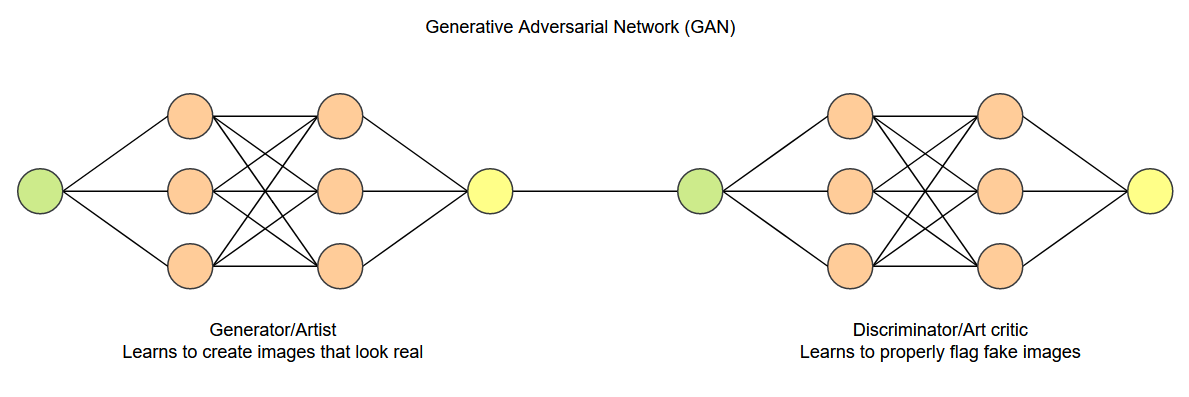 Generative Adversarial Network (GAN)
Generator/Artist
Learns to create images that look real
Discriminator/Art critic
Learns to properly flag fake images